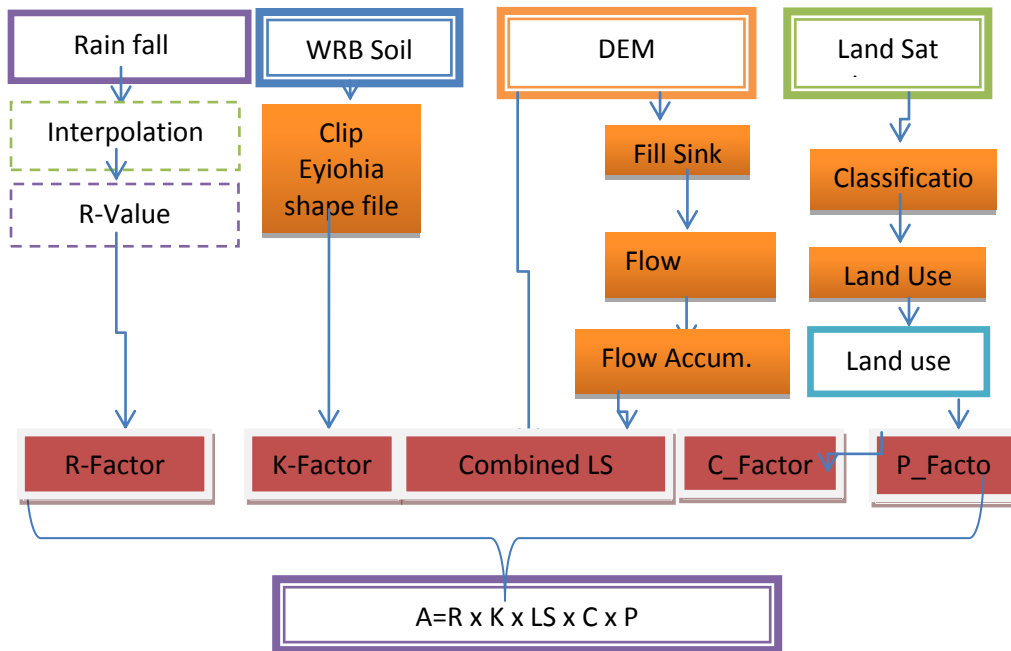 Rain fall
WRB Soil
DEM
Land Sat
Interpolation
R-Value
Clip
Eyiohia
shape file
Fill Sink
Flow
Flow Accum.
Classificatio
Land Use
Land use
R-Factor
K-Factor
Combined LS
C_Factor
P_Facto
A=R x K x LS x C x P